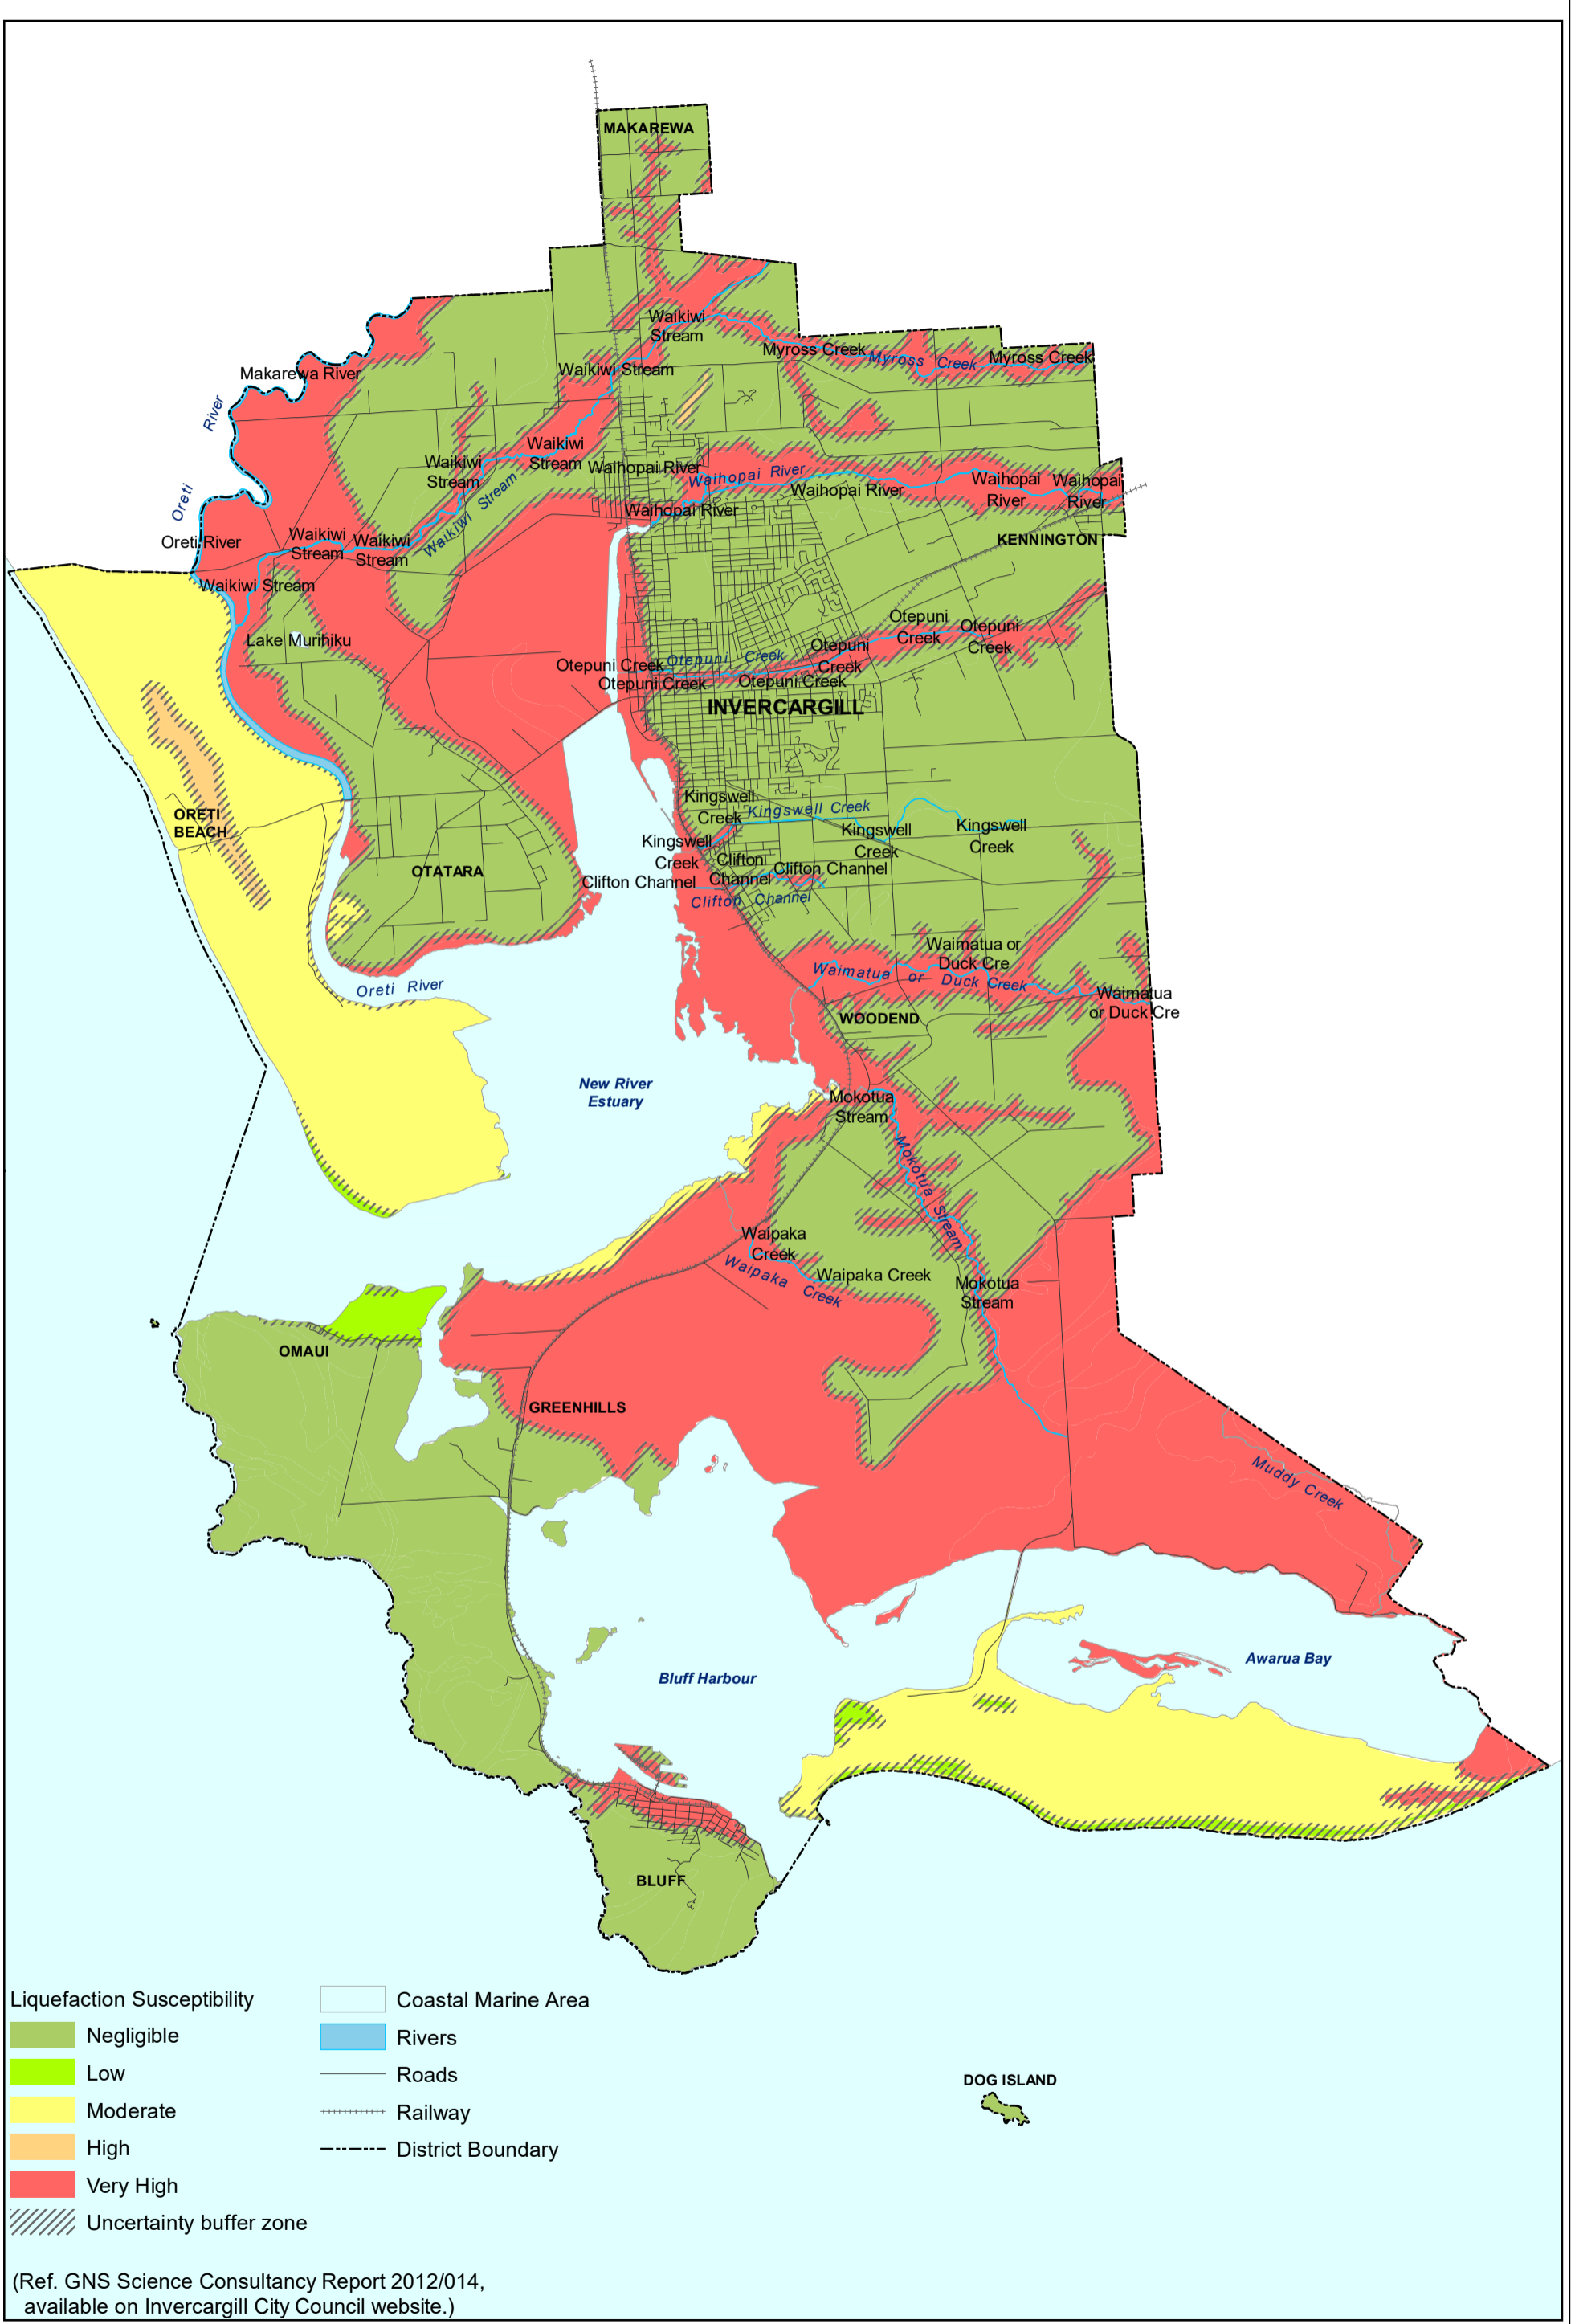 MAKAREWA
Waikiwi
Stream
Myross Creek
Myross Creek
Myross Creek
Waikiwi Stream
Makarewa River
River
Oreti
Waikiwi
Stream
Waikiwi
Stream
Waikiwi Stream
Waihopai River
Waihopai River
Waihopai River
Waihopai
River
Waihopai
River
Waihopai River
KENNINGTON
Oreti River
Waikiwi
Stream
Waikiwi
Stream
Waikiwi Stream
Lake Murihiku
Otepuni
Creek
Otepuni
Creek
Otepuni
Creek
Otepuni Creek
Otepuni Creek
Otepuni Creek
Otepuni Creek
INVERCARGILL
ORETI
BEACH
OTATARA
Kingswell
Creek
Kingswell Creek
Kingswell
Creek
Kingswell
Creek
Kingswell
Creek
Clifton
Channel
Clifton Channel
Clifton Channel
Clifton Channel
Waimatua or
Duck Cre
Waimatua or Duck Creek
Waimatua
or Duck Cre
Oreti River
WOODEND
New River
Estuary
Mokotua
Stream
Mokotua Stream
Waipaka
Creek
Waipaka Creek
Waipaka Creek
Mokotua
Stream
OMAUI
GREENHILLS
Muddy Creek
Bluff Harbour
Awarua Bay
BLUFF
DOG ISLAND
Liquefaction Susceptibility
Negligible
Low
Moderate
High
Very High
Uncertainty buffer zone
Coastal Marine Area
Rivers
Roads
Railway
District Boundary
(Ref. GNS Science Consultancy Report 2012/014,
available on Invercargill City Council website.)